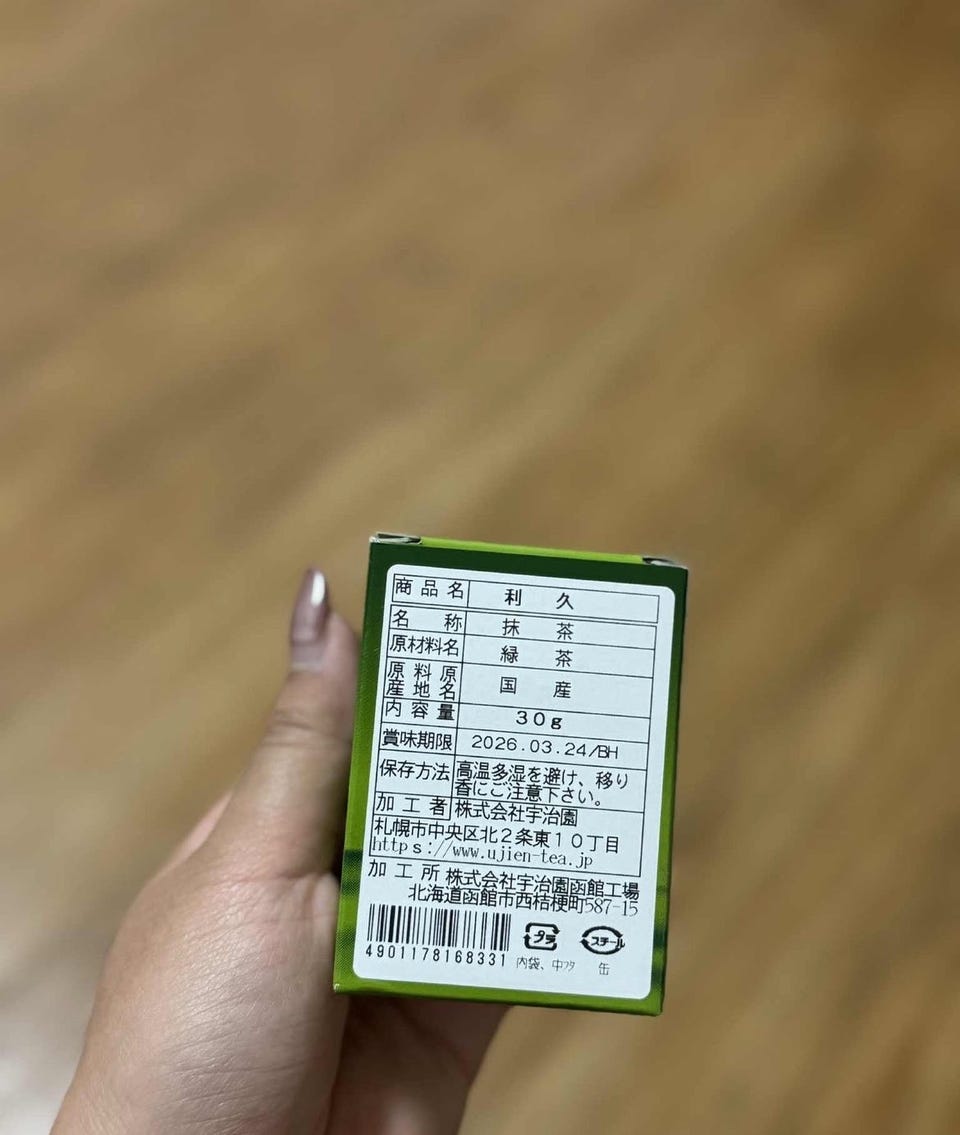 商品名 利久
名称 抹茶
原材料名 緑茶
原料原産地名 国産
内容量 30g
賞味期限 2026.03.24/BH
保存方法 高温多湿を避け、移り
香にご注意下さい。
加工者 株式会社宇治園
札幌市中央区北2条東10丁目
https://www.ujien-tea.jp
加工所 株式会社宇治園函館工場
北海道函館市西桔梗町587-15
4901178168331
プラ スチール
内袋、中フタ 缶